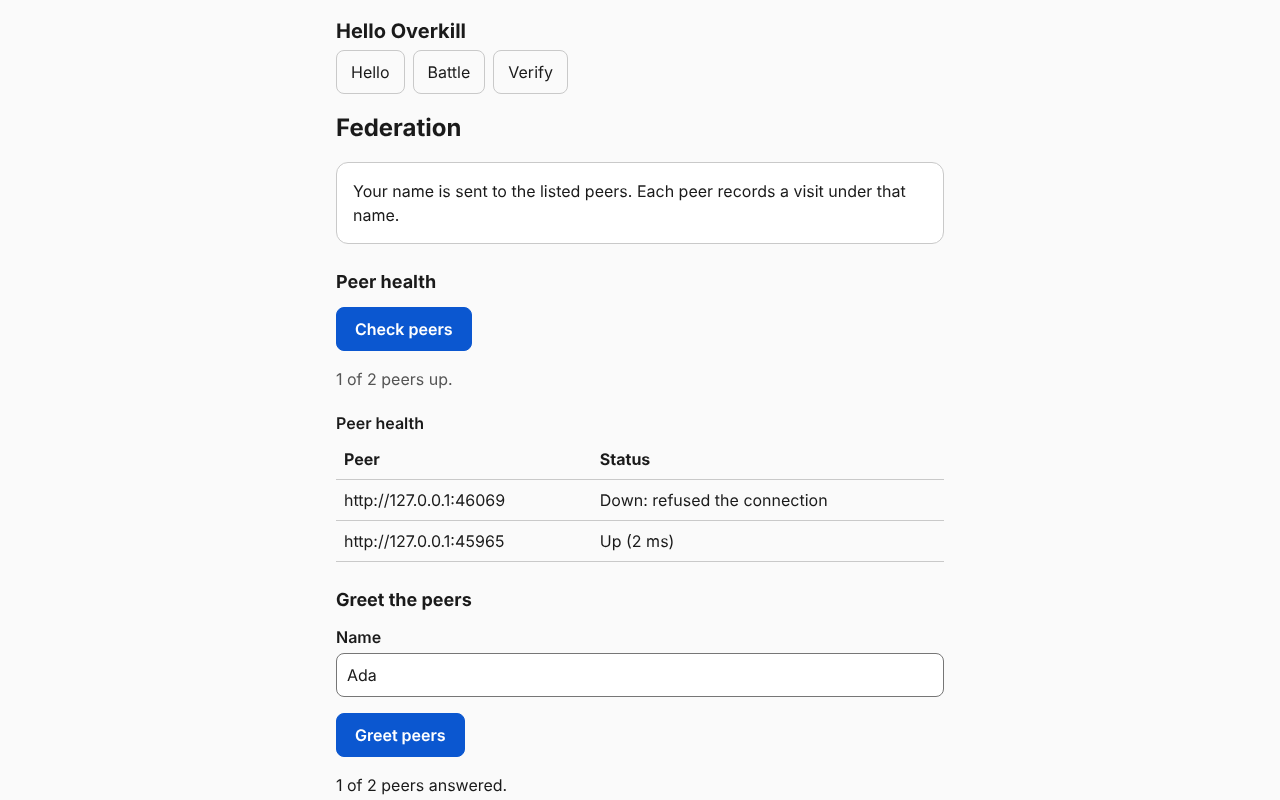 Hello Overkill
Hello
Battle
Verify
Federation
Your name is sent to the listed peers. Each peer records a visit under that
name.
Peer health
Check peers
1 of 2 peers up.
Peer health
Peer Status
http://127.0.0.1:46069 Down: refused the connection
http://127.0.0.1:45965 Up (2 ms)
Greet the peers
Name
Ada
Greet peers
1 of 2 peers answered.